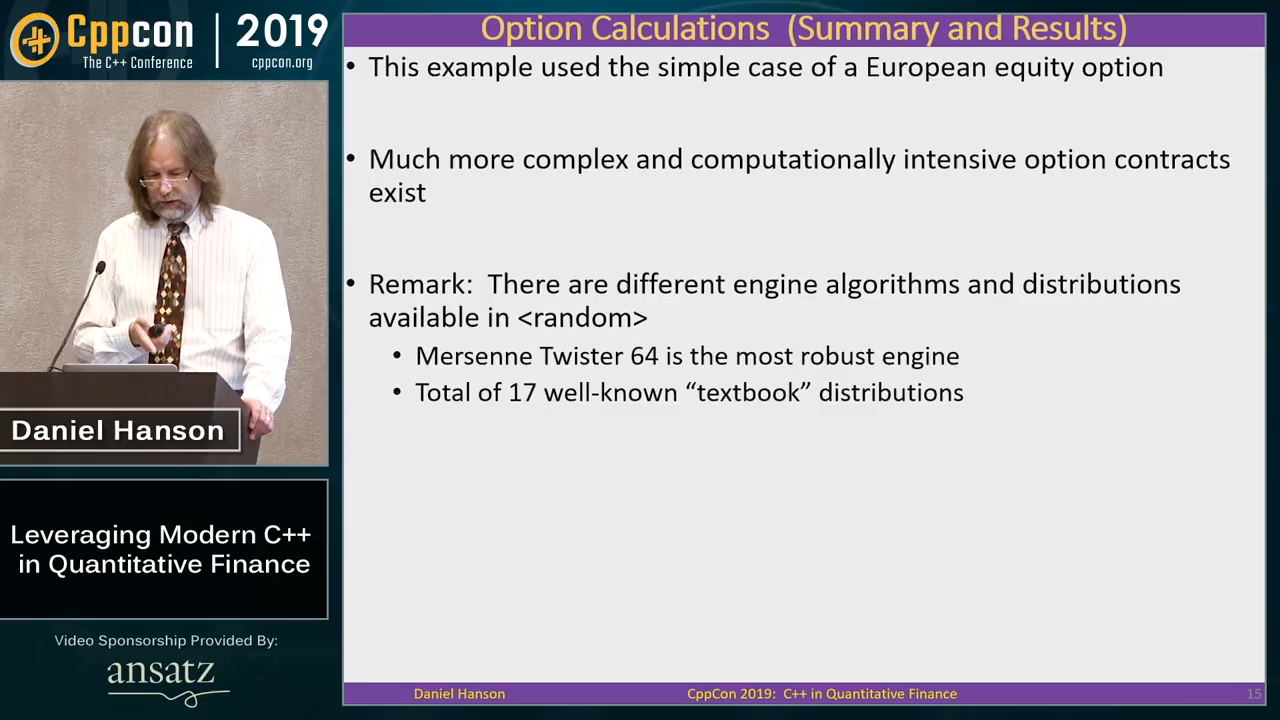 Cppcon
The C++ Conference
2019
cppcon.org
Option Calculations (Summary and Results)
• This example used the simple case of a European equity option
• Much more complex and computationally intensive option contracts
exist
• Remark: There are different engine algorithms and distributions
available in <random>
• Mersenne Twister 64 is the most robust engine
• Total of 17 well-known “textbook” distributions
Daniel Hanson
Leveraging Modern C++
in Quantitative Finance
Video Sponsorship Provided By:
ansatz
Daniel Hanson
CppCon 2019: C++ in Quantitative Finance
15